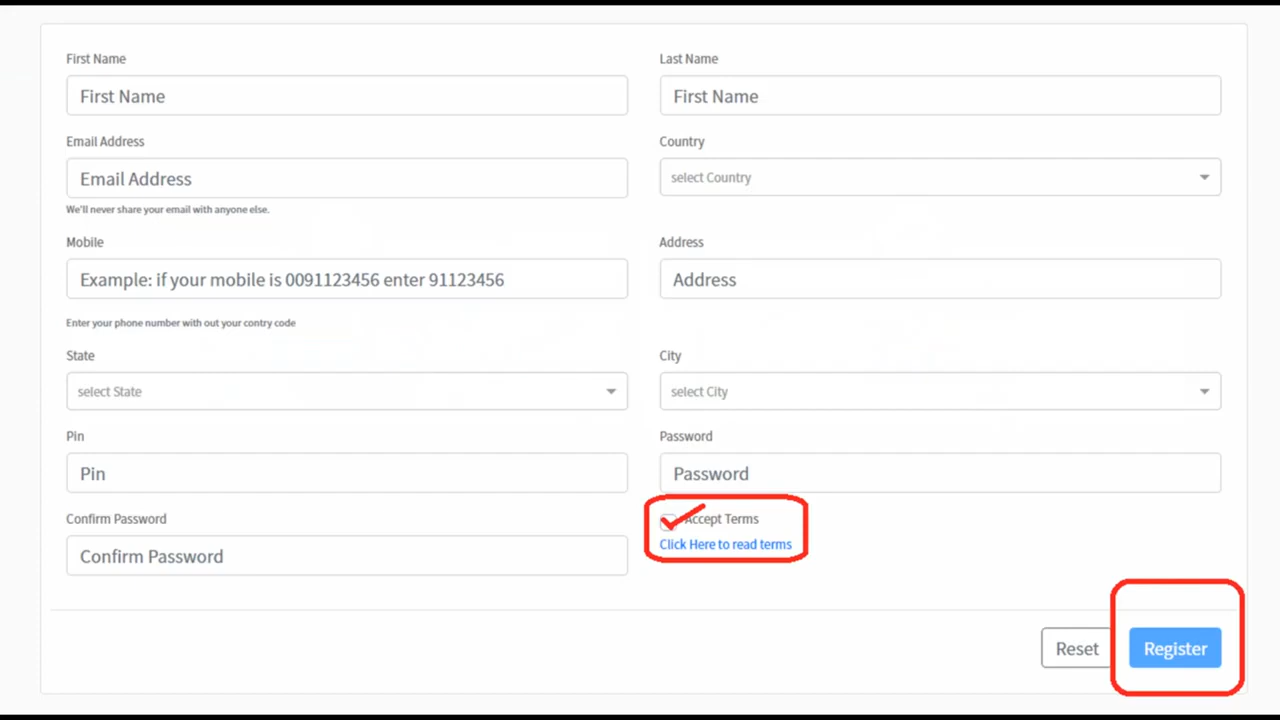 First Name
Last Name
First Name
First Name
Email Address
Country
Email Address
select Country
We'll never share your email with anyone else.
Mobile
Address
Example: if your mobile is 0091123456 enter 91123456
Address
Enter your phone number with out your contry code
State
City
select State
select City
Pin
Password
Pin
Password
Confirm Password
Accept Terms
Click Here to read terms
Confirm Password
Reset
Register